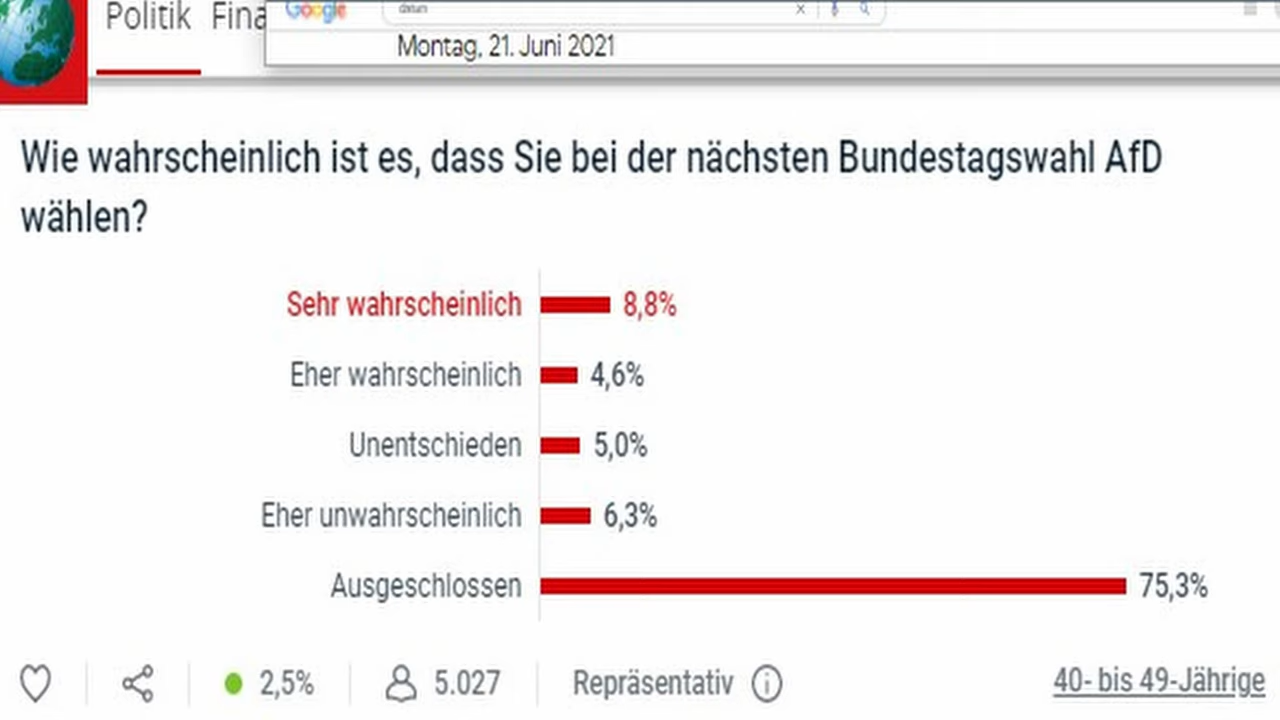 Politik Fina
Google datum
Montag, 21. Juni 2021
Wie wahrscheinlich ist es, dass Sie bei der nächsten Bundestagswahl AfD
wählen?
Sehr wahrscheinlich 8,8%
Eher wahrscheinlich 4,6%
Unentschieden 5,0%
Eher unwahrscheinlich 6,3%
Ausgeschlossen 75,3%
2,5% 5.027 Repräsentativ 40- bis 49-Jährige